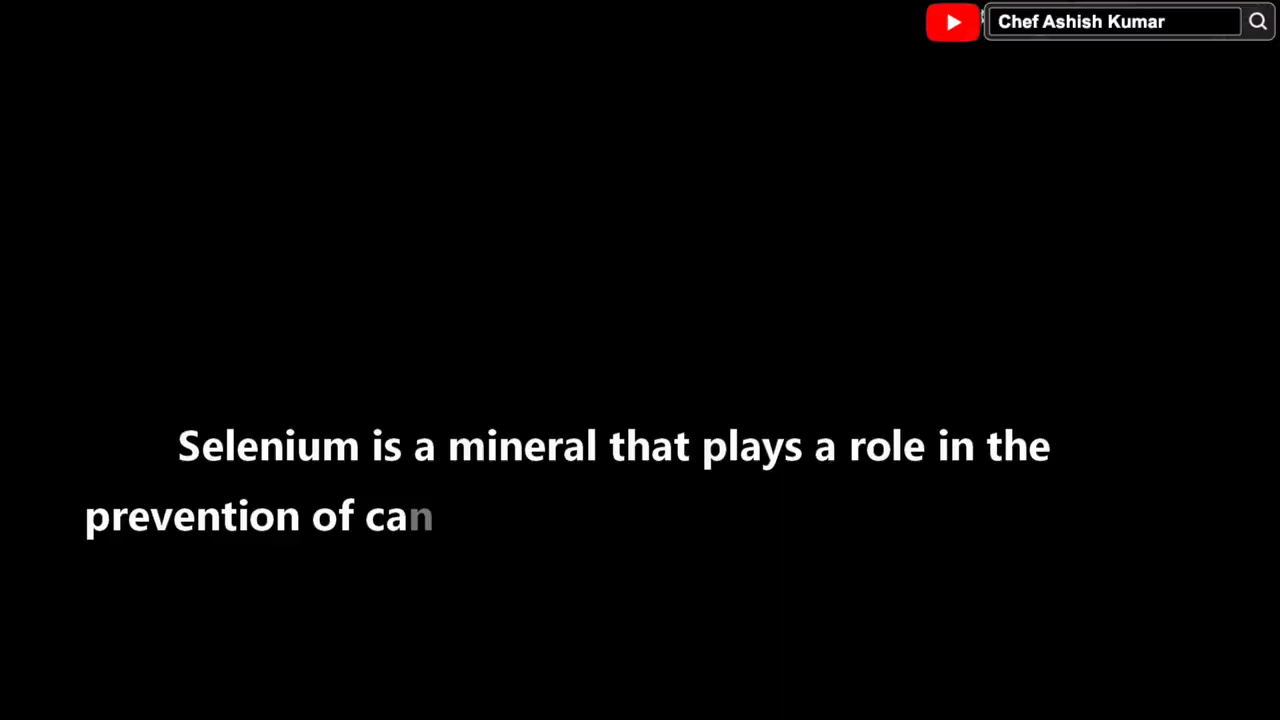 Chef Ashish Kumar
Selenium is a mineral that plays a role in the
prevention of can